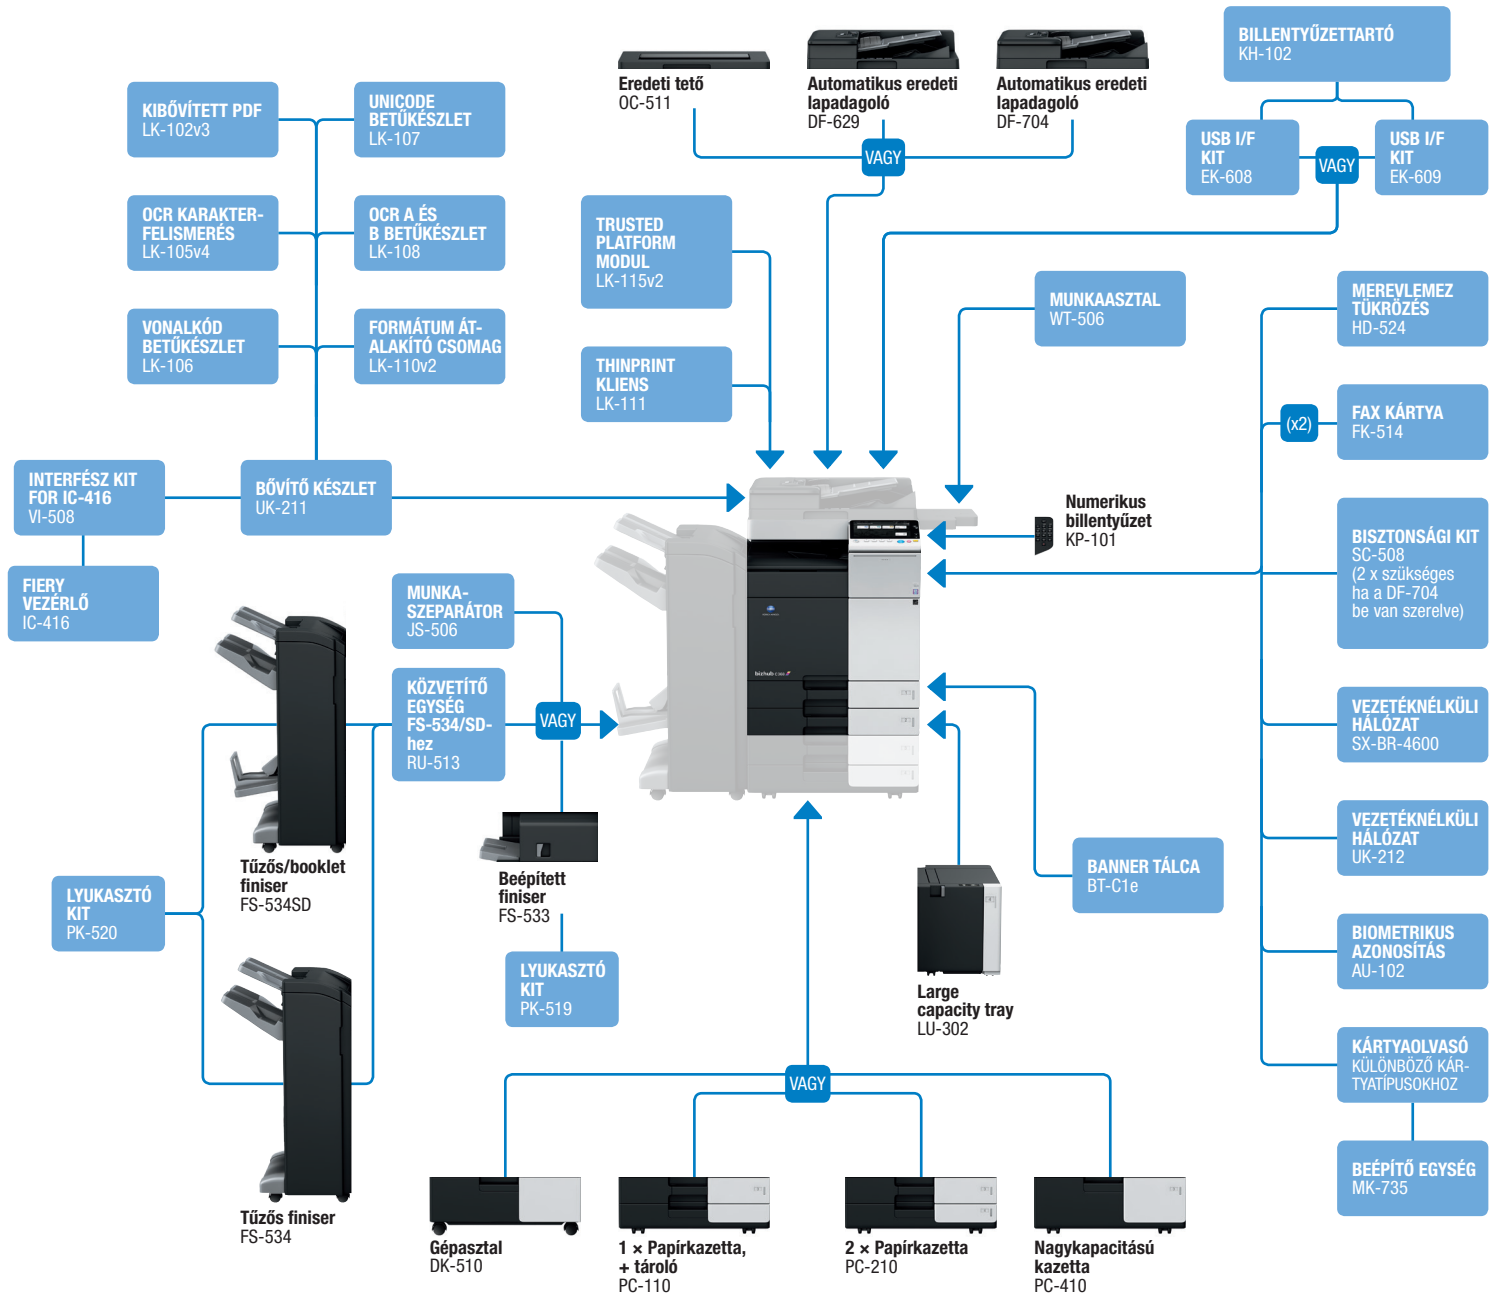 BILLENTYŰZETTARTÓ
KH-102
Eredeti tető
OC-511
Automatikus eredeti
lapadagoló
DF-629
Automatikus eredeti
lapadagoló
DF-704
KIBŐVÍTETT PDF
LK-102v3
UNICODE
BETŰKÉSZLET
LK-107
USB I/F
KIT
EK-608
VAGY
USB I/F
KIT
EK-609
VAGY
OCR KARAKTER-
FELISMERÉS
LK-105v4
OCR A ÉS
B BETŰKÉSZLET
LK-108
TRUSTED
PLATFORM
MODUL
LK-115v2
MUNKAASZTAL
WT-506
MEREVLEMEZ
TÜKRÖZÉS
HD-524
VONALKÓD
BETŰKÉSZLET
LK-106
FORMÁTUM ÁT-
ALAKÍTÓ CSOMAG
LK-110v2
THINPRINT
KLIENS
LK-111
(x2)
FAX KÁRTYA
FK-514
INTERFÉSZ KIT
FOR IC-416
VI-508
BŐVÍTŐ KÉSZLET
UK-211
Numerikus
billentyűzet
KP-101
BISZTONSÁGI KIT
SC-508
(2 x szükséges
ha a DF-704
be van szerelve)
FIERY
VEZÉRLŐ
IC-416
MUNKA-
SZEPARÁTOR
JS-506
KÖZVETÍTŐ
EGYSÉG
FS-534/SD-
hez
RU-513
VAGY
bizhub C368
VEZETÉKNÉLKÜLI
HÁLÓZAT
SX-BR-4600
VEZETÉKNÉLKÜLI
HÁLÓZAT
UK-212
Tűzős/booklet
finiser
FS-534SD
Beépített
finiser
FS-533
BANNER TÁLCA
BT-C1e
LYUKASZTÓ
KIT
PK-520
LYUKASZTÓ
KIT
PK-519
Large
capacity tray
LU-302
BIOMETRIKUS
AZONOSÍTÁS
AU-102
KÁRTYAOLVASÓ
KÜLÖNBÖZŐ KÁR-
TYATÍPUSOKHOZ
VAGY
BEÉPÍTŐ EGYSÉG
MK-735
Tűzős finiser
FS-534
Gépasztal
DK-510
1 × Papírkazetta,
+ tároló
PC-110
2 × Papírkazetta
PC-210
Nagykapacitású
kazetta
PC-410